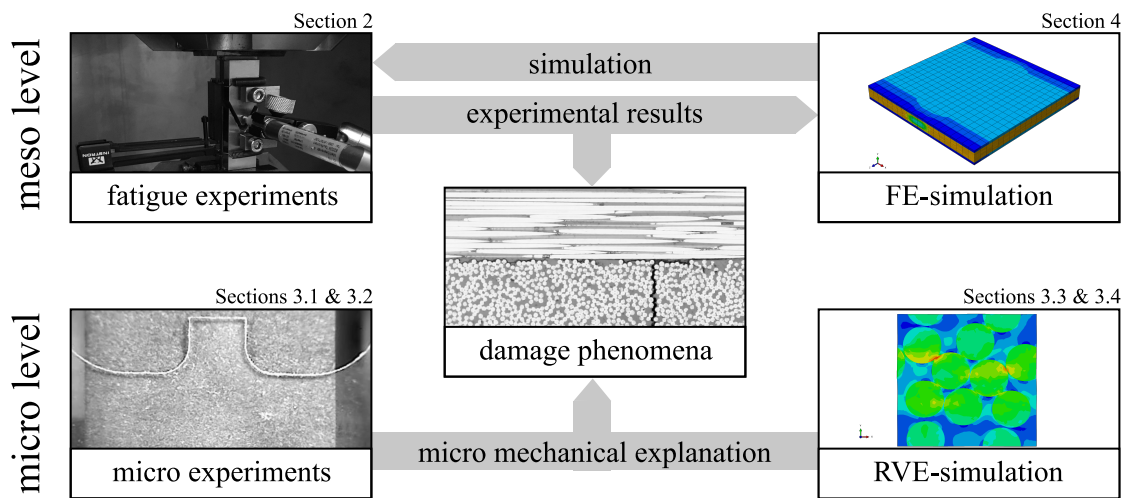 Section 2
Section 4
meso level
simulation
experimental results
INSTRON
fatigue experiments
FE-simulation
Sections 3.1 & 3.2
Sections 3.3 & 3.4
micro level
damage phenomena
micro mechanical explanation
micro experiments
RVE-simulation